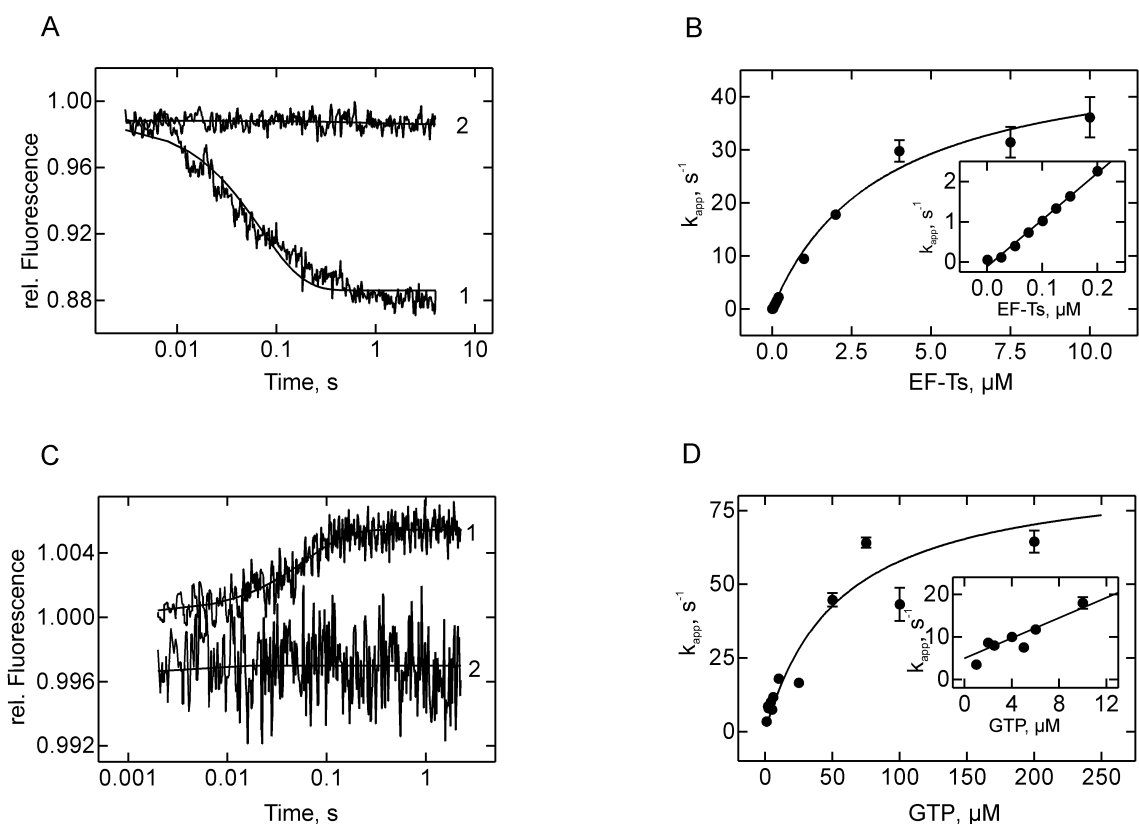 A
1.00
0.96
0.92
0.88
rel. Fluorescence
2
1
0.01 0.1 1 10
Time, s
B
40
30
20
10
0
kapp, s-1
0.0 2.5 5.0 7.5 10.0
EF-Ts, µM
2
1
0
kapp, s-1
0.0 0.1 0.2
EF-Ts, µM
C
1.004
1.000
0.996
0.992
rel. Fluorescence
1
2
0.001 0.01 0.1 1
Time, s
D
75
50
25
0
kapp, s-1
0 50 100 150 200 250
GTP, µM
20
10
0
kapp, s-1
0 4 8 12
GTP, µM